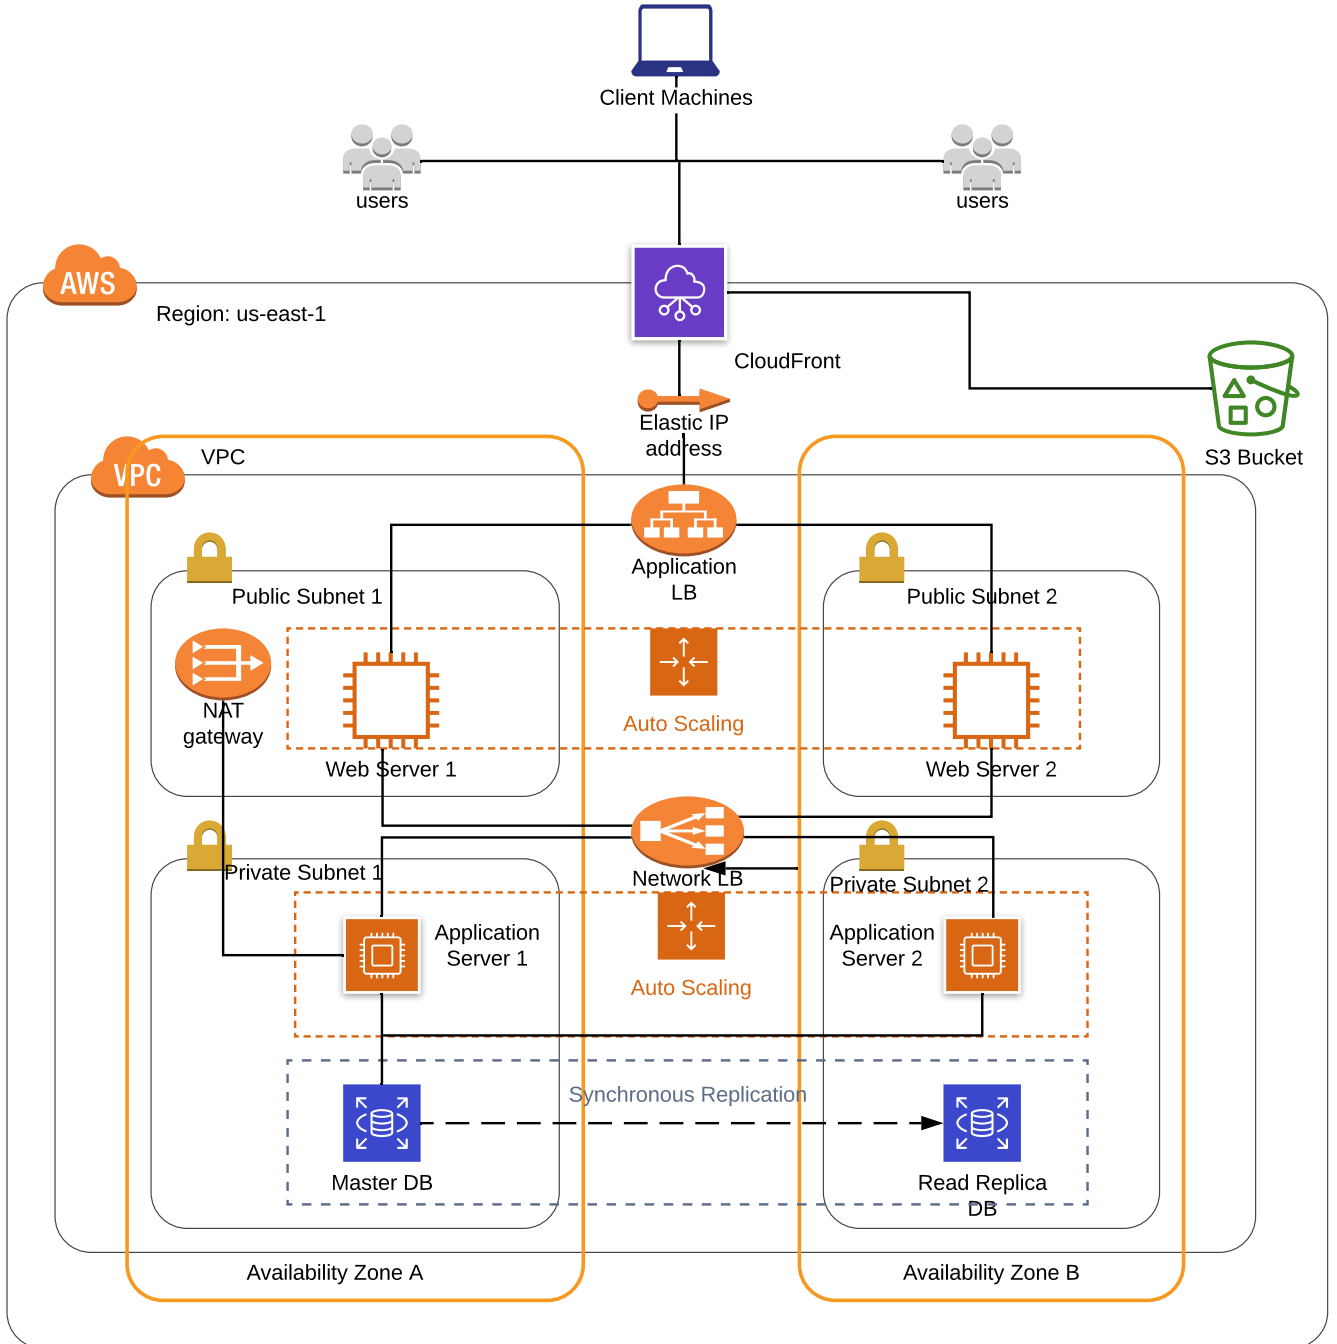 Client Machines
users
users
AWS
Region: us-east-1
CloudFront
Elastic IP
address
S3 Bucket
VPC
VPC
Application
LB
Public Subnet 1
Public Subnet 2
NAT
gateway
Auto Scaling
Web Server 1
Web Server 2
Network LB
Private Subnet 1
Private Subnet 2
Application
Server 1
Application
Server 2
Auto Scaling
Synchronous Replication
Master DB
Read Replica
DB
Availability Zone A
Availability Zone B